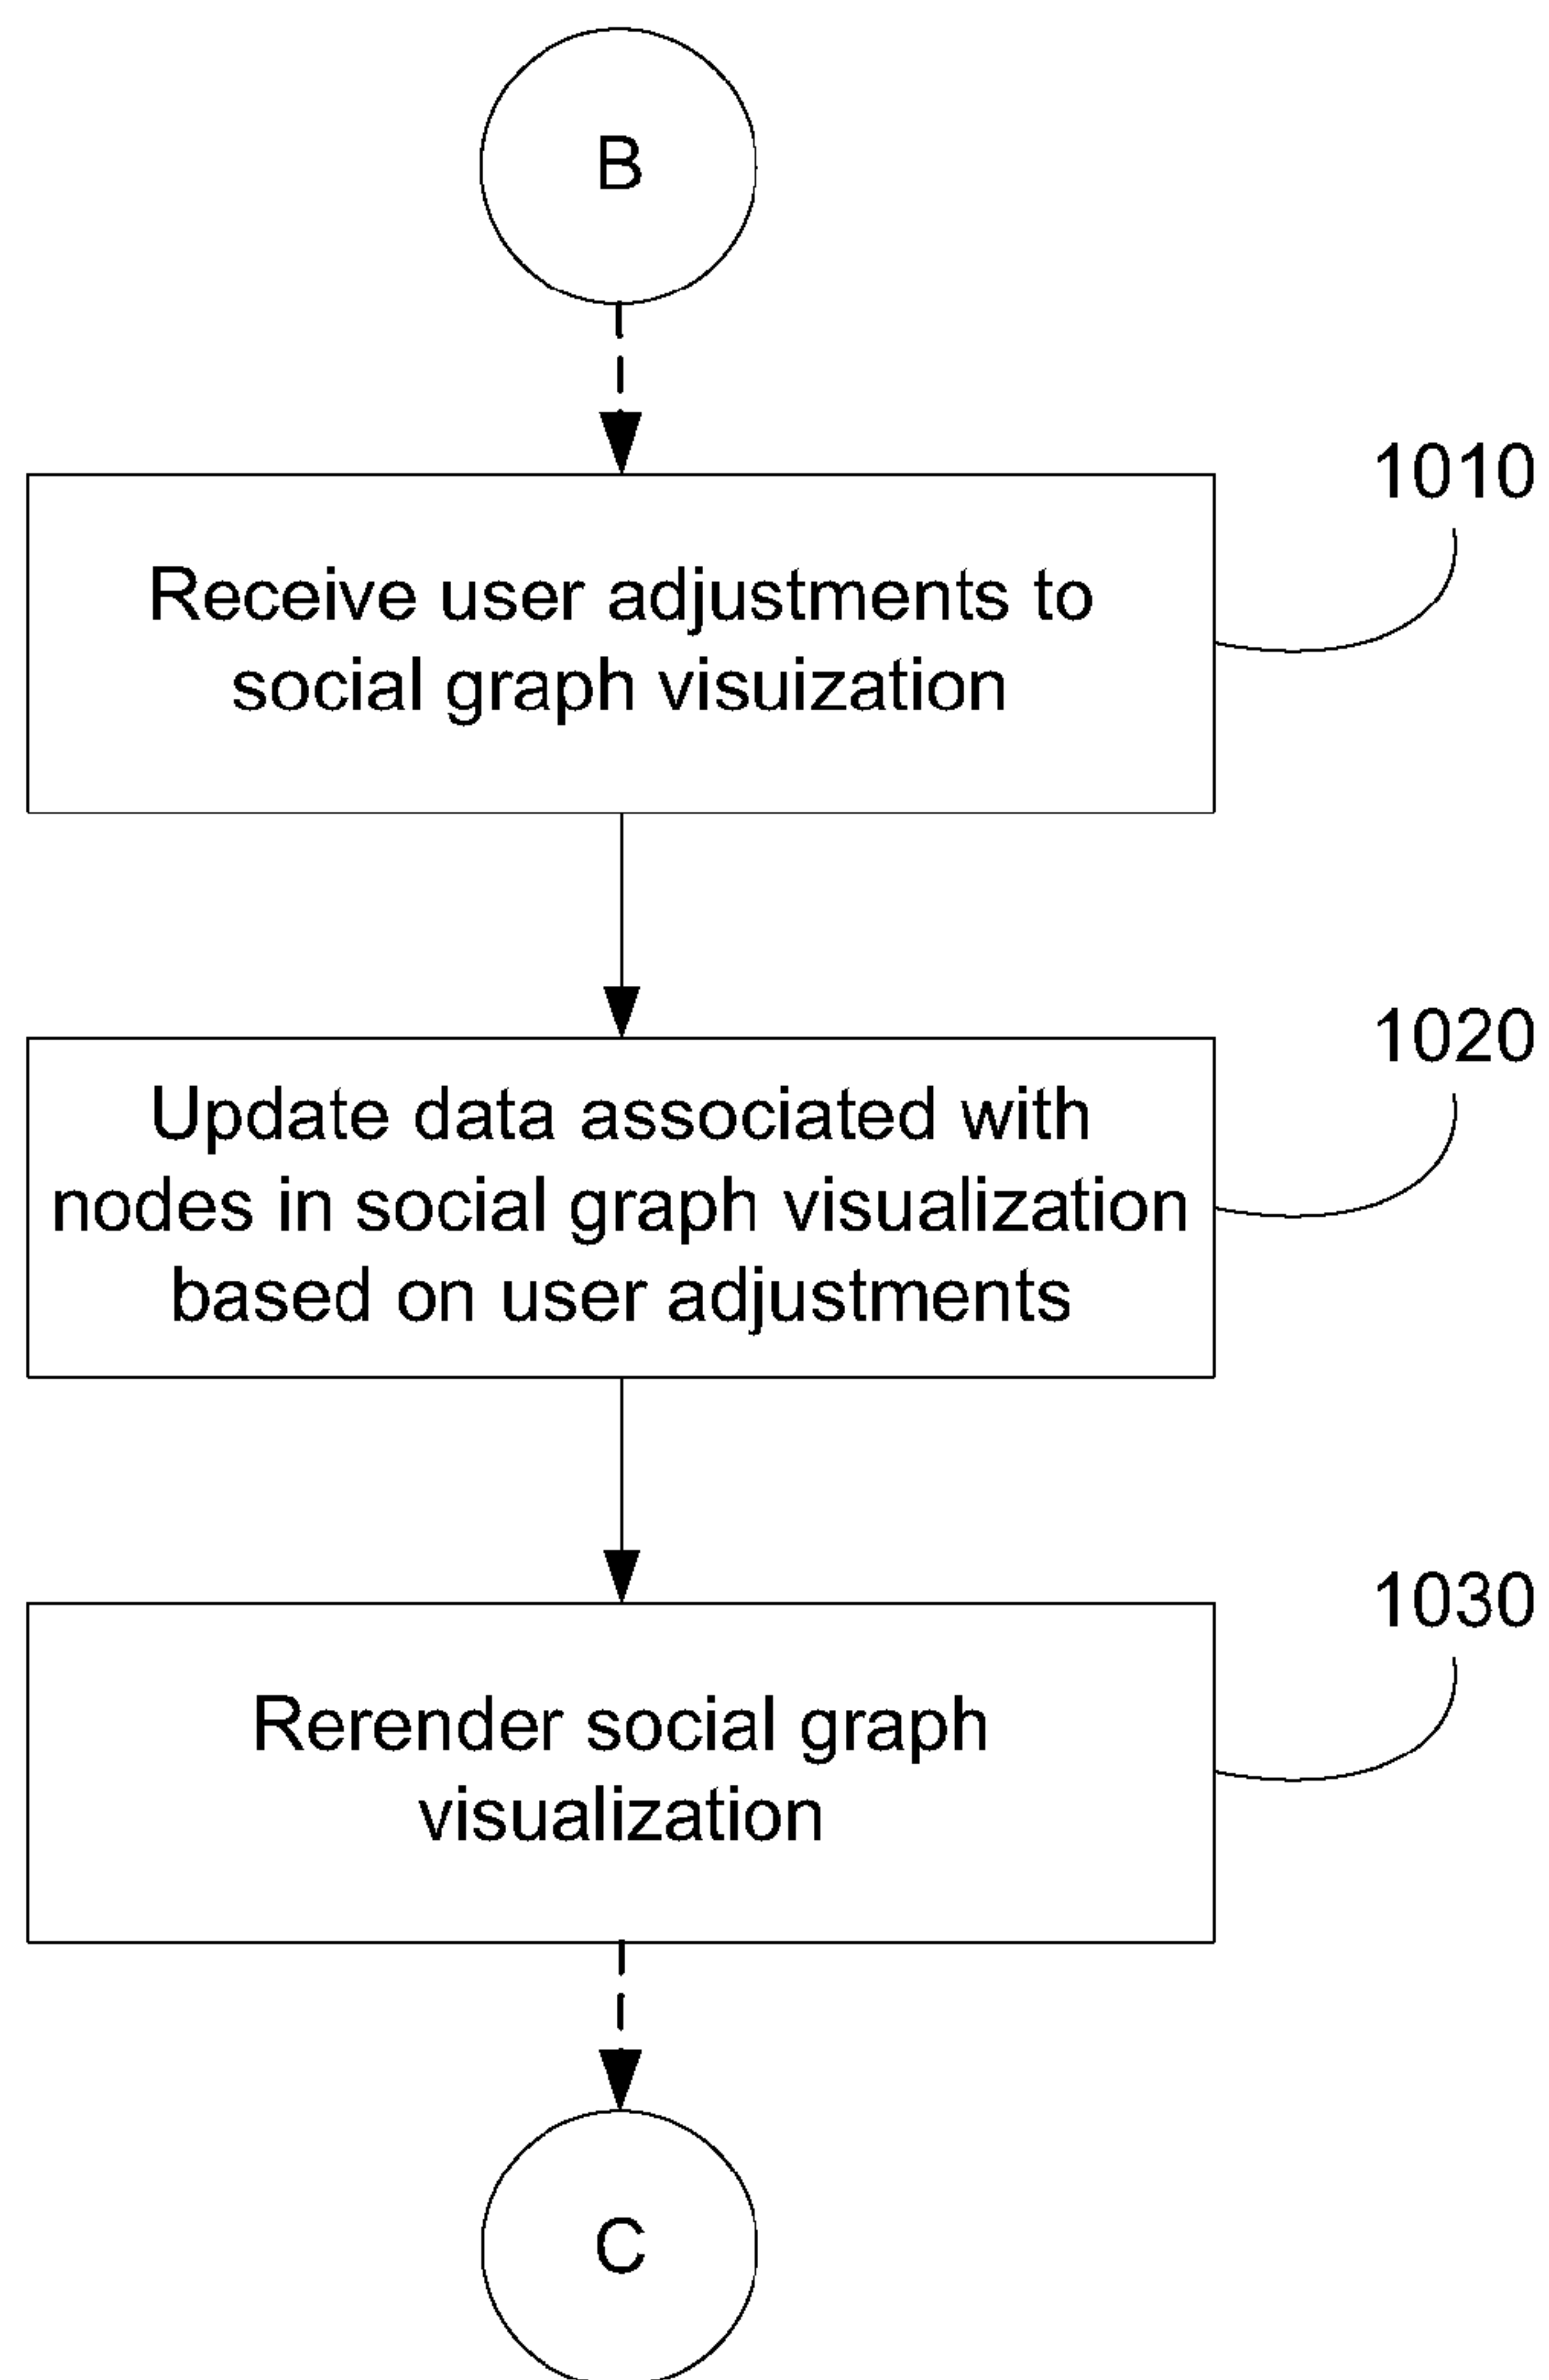 B
1010
Receive user adjustments to
social graph visuization
1020
Update data associated with
nodes in social graph visualization
based on user adjustments
1030
Rerender social graph
visualization
C